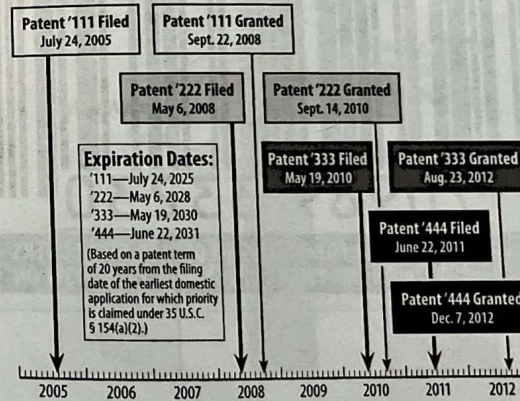 Patent '111 Filed
July 24, 2005
Patent '111 Granted
Sept. 22, 2008
Patent '222 Filed
May 6, 2008
Patent '222 Granted
Sept. 14, 2010
Expiration Dates:
'111—July 24, 2025
'222—May 6, 2028
'333—May 19, 2030
'444—June 22, 2031
(Based on a patent term
of 20 years from the filing
date of the earliest domestic
application for which priority
is claimed under 35 U.S.C.
§ 154(a)(2).)
Patent '333 Filed
May 19, 2010
Patent '333 Granted
Aug. 23, 2012
Patent '444 Filed
June 22, 2011
Patent '444 Granted
Dec. 7, 2012
2005 2006 2007 2008 2009 2010 2011 2012